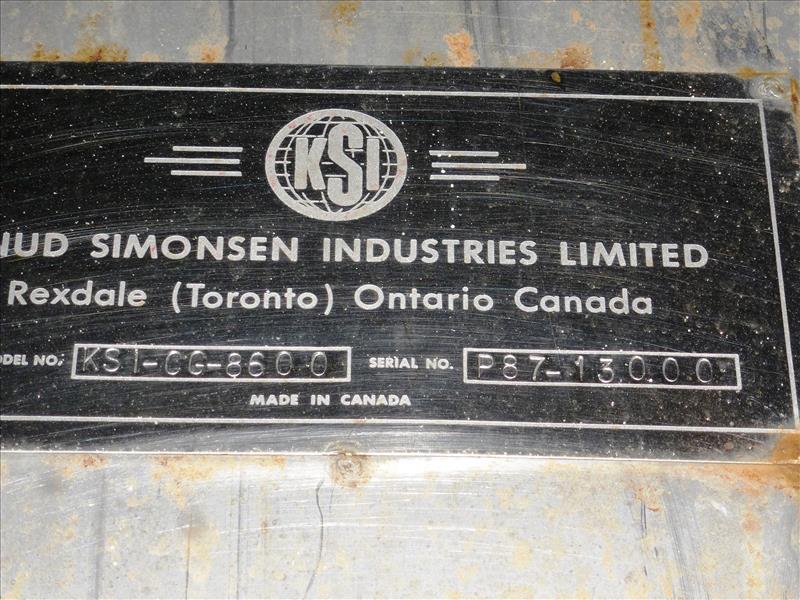 KSI
IUD SIMONSEN INDUSTRIES LIMITED
Rexdale (Toronto) Ontario Canada
ODEL NO. KSI-CG-8600 SERIAL NO. P87-13000
MADE IN CANADA